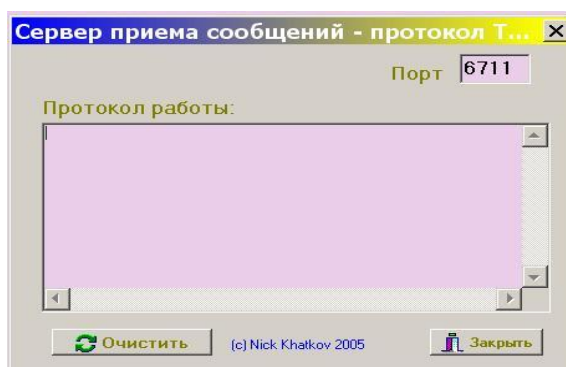 Сервер приема сообщений - протокол Т...
Порт 6711
Протокол работы:
Очистить (c) Nick Khatkov 2005 Закрыть